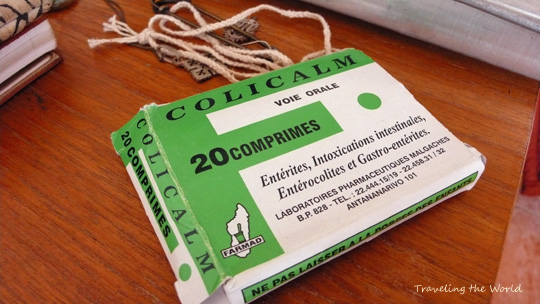 COLICALM
VOIE ORALE
20 COMPRIMES
Entérites, Intoxications intestinales,
Entérocolites et Gastro-entérites.
LABORATOIRES PHARMACEUTIQUES MALGACHES
B.P. 828 - TEL.: 22.444.15/19 - 22.458.31 / 32
ANTANANARIVO 101
FARMAD
COLICALM
20 COMPRIMES
NE PAS LAISSER A LA PORTEE DES ENFANTS
Traveling the World